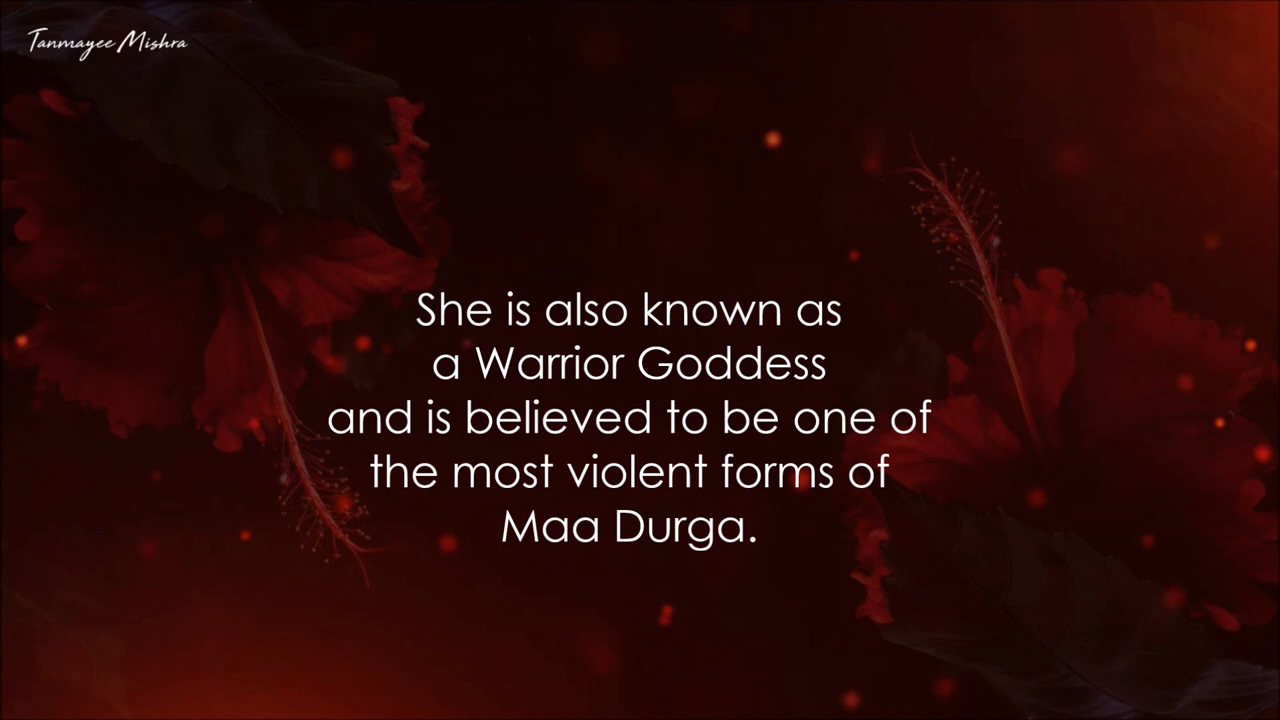 Tanmayee Mishra
She is also known as
a Warrior Goddess
and is believed to be one of
the most violent forms of
Maa Durga.